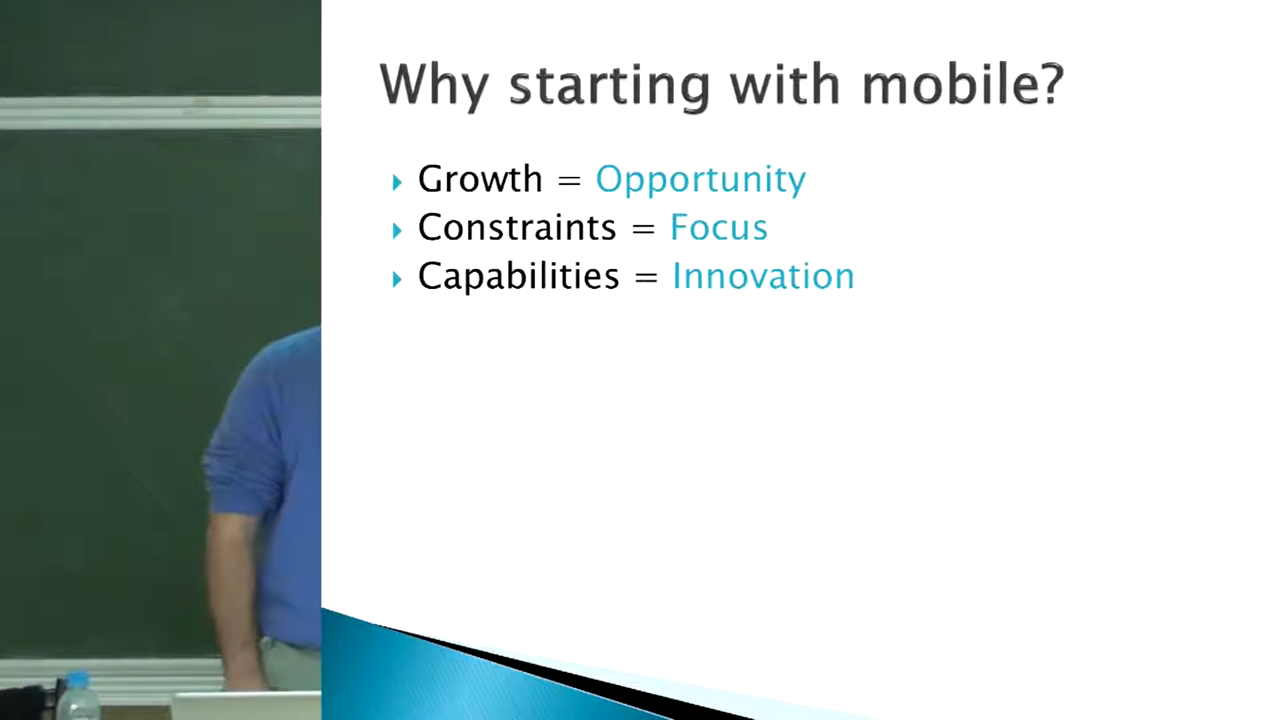 Why starting with mobile?
Growth = Opportunity
Constraints = Focus
Capabilities = Innovation